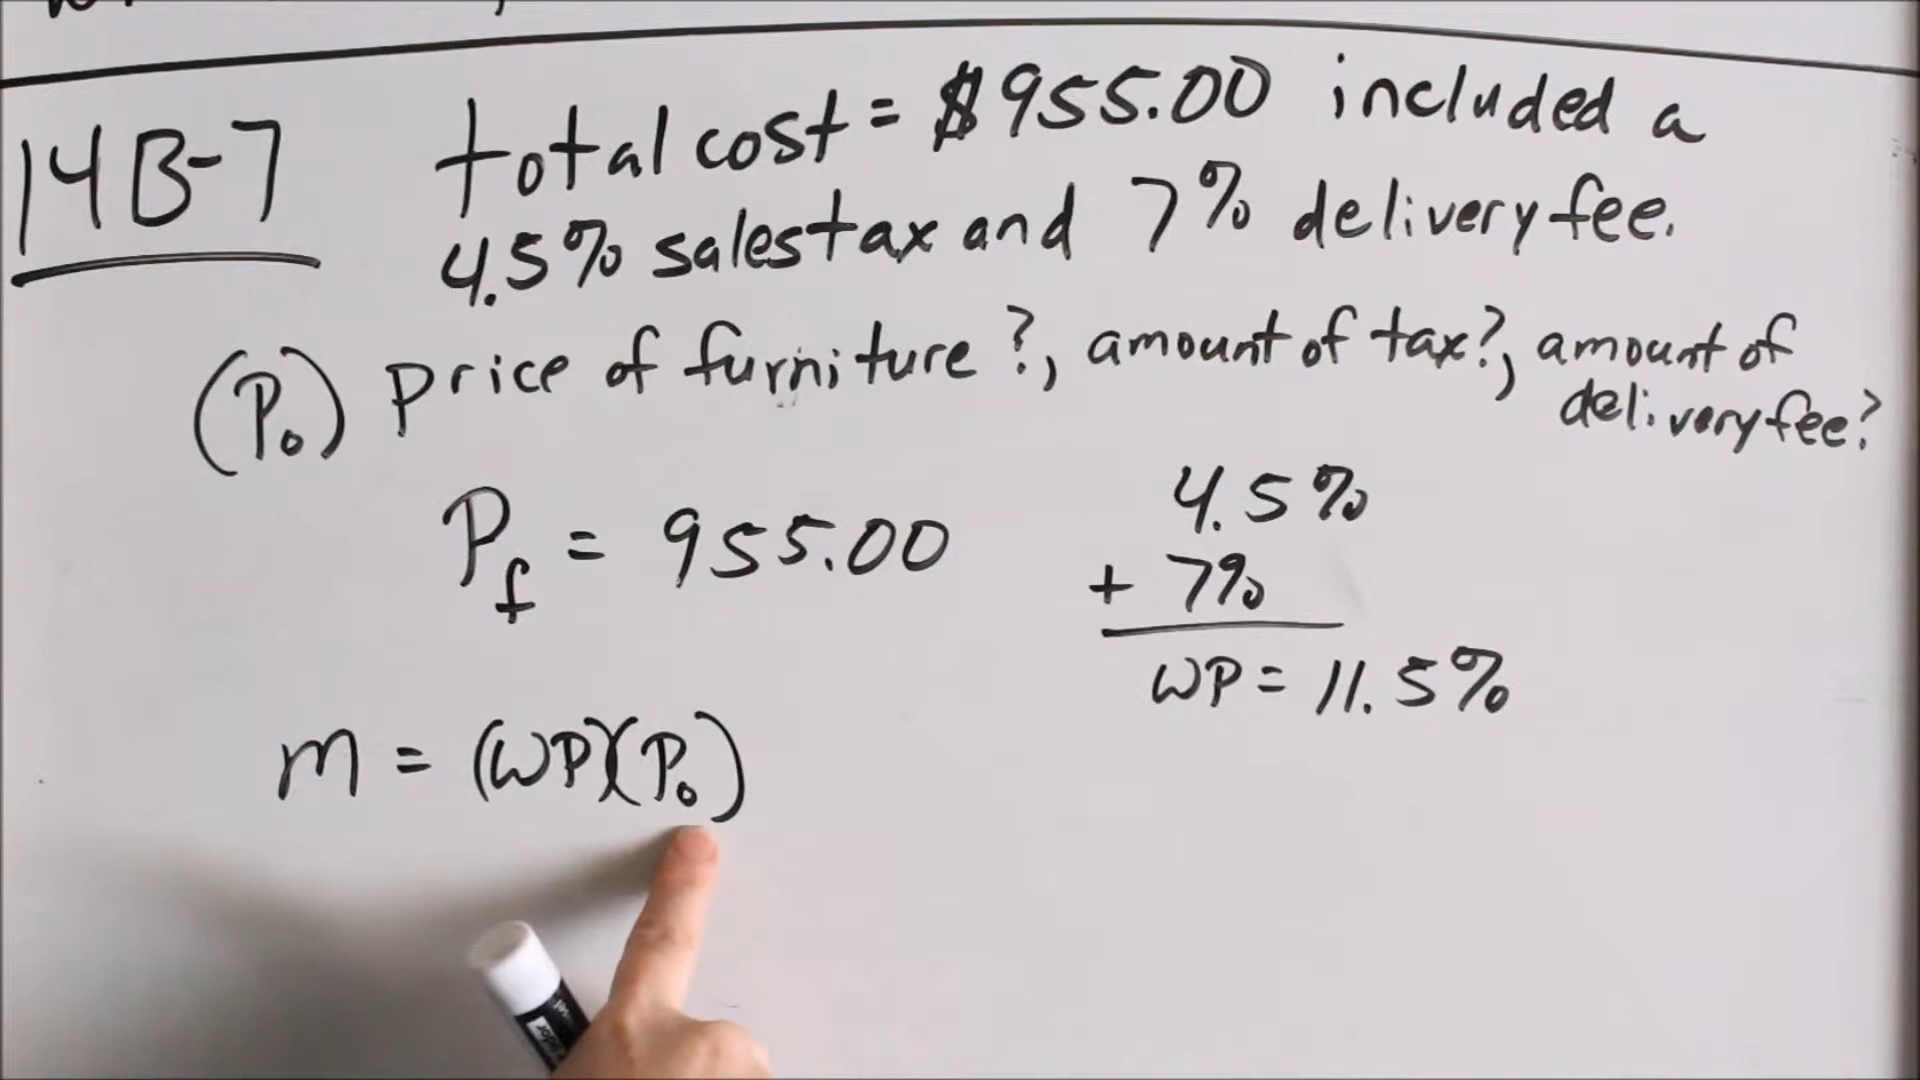 14B-7
total cost = $955.00 included a
4.5% sales tax and 7% delivery fee.
(P₀) price of furniture?, amount of tax?, amount of
delivery fee?
P_f = 955.00
4.5%
+ 7%
WP = 11.5%
m = (WP)(P₀)